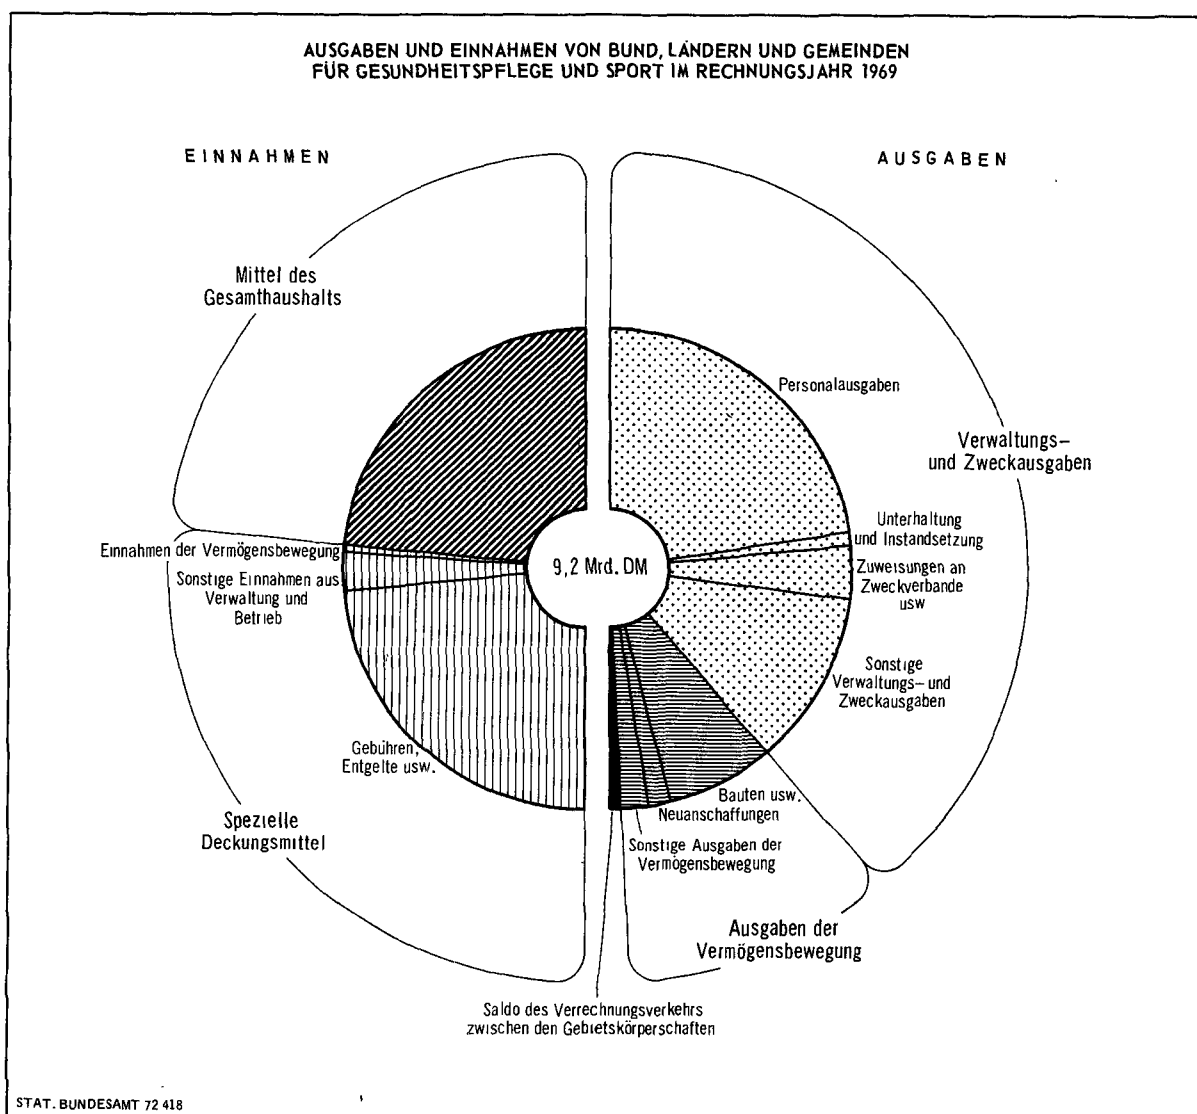 AUSGABEN UND EINNAHMEN VON BUND, LÄNDERN UND GEMEINDEN
FÜR GESUNDHEITSPFLEGE UND SPORT IM RECHNUNGSJAHR 1969
EINNAHMEN
AUSGABEN
Mittel des
Gesamthaushalts
Personalausgaben
Verwaltungs-
und Zweckausgaben
Unterhaltung
und Instandsetzung
Einnahmen der Vermögensbewegung
9,2 Mrd. DM
Zuweisungen an
Zweckverbande
usw
Sonstige Einnahmen aus
Verwaltung und
Betrieb
Sonstige
Verwaltungs- und
Zweckausgaben
Gebühren,
Entgelte usw.
Bauten usw.
Neuanschaffungen
Spezielle
Deckungsmittel
Sonstige Ausgaben der
Vermögensbewegung
Ausgaben der
Vermögensbewegung
Saldo des Verrechnungsverkehrs
zwischen den Gebietskörperschaften
STAT. BUNDESAMT 72 418